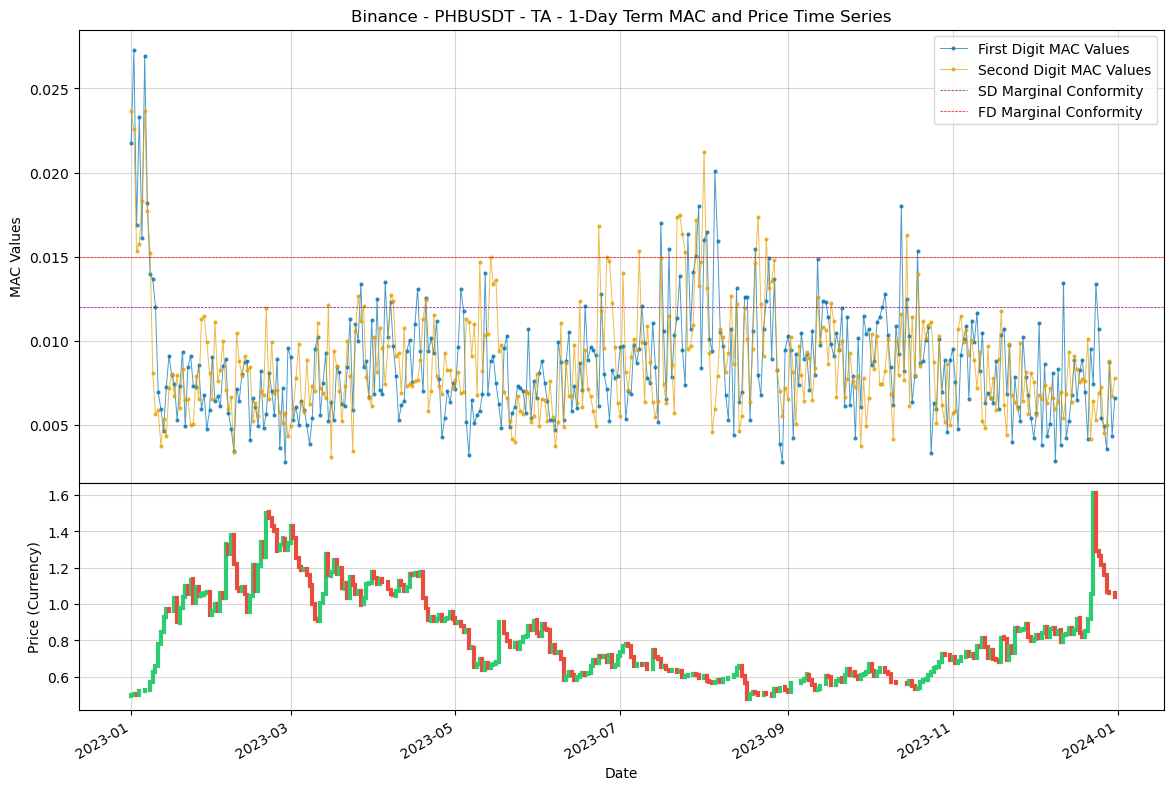 Binance - PHBUSDT - TA - 1-Day Term MAC and Price Time Series
First Digit MAC Values
Second Digit MAC Values
SD Marginal Conformity
FD Marginal Conformity
MAC Values
0.025
0.020
0.015
0.010
0.005
Price (Currency)
1.6
1.4
1.2
1.0
0.8
0.6
2023-01
2023-03
2023-05
2023-07
2023-09
2023-11
2024-01
Date